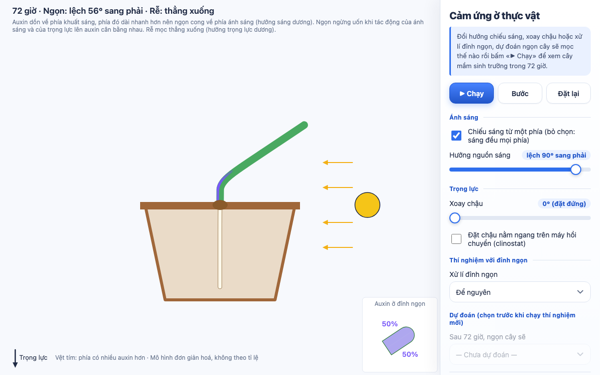 72 giờ · Ngọn: lệch 56° sang phải · Rễ: thẳng xuống
Auxin dồn về phía khuất sáng, phía đó dài nhanh hơn nên ngọn cong về phía ánh sáng (hướng sáng dương). Ngọn ngừng uốn khi tác động của ánh
sáng và của trọng lực lên auxin cân bằng nhau. Rễ mọc thẳng xuống (hướng trọng lực dương).
Auxin ở đỉnh ngọn
50%
50%
Trọng lực
Vệt tím: phía có nhiều auxin hơn · Mô hình đơn giản hoá, không theo tỉ lệ
Cảm ứng ở thực vật
Đổi hướng chiếu sáng, xoay chậu hoặc xử
lí đỉnh ngọn, dự đoán ngọn cây sẽ mọc
thế nào rồi bấm «► Chạy» để xem cây
mầm sinh trưởng trong 72 giờ.
► Chạy
Bước
Đặt lại
Ánh sáng
Chiếu sáng từ một phía (bỏ chọn:
sáng đều mọi phía)
Hướng nguồn sáng
lệch 90° sang phải
Trọng lực
Xoay chậu
0° (đặt đứng)
Đặt chậu nằm ngang trên máy hồi
chuyển (clinostat)
Thí nghiệm với đỉnh ngọn
Xử lí đỉnh ngọn
Để nguyên
Dự đoán (chọn trước khi chạy thí nghiệm
mới)
Sau 72 giờ, ngọn cây sẽ
— Chưa dự đoán —